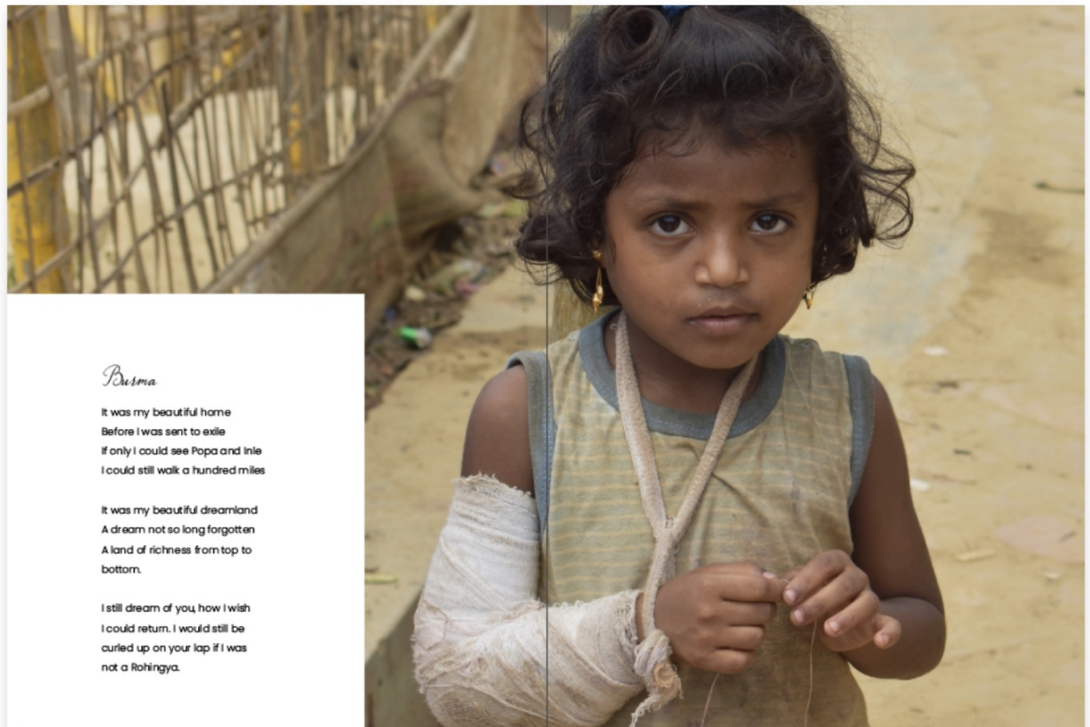 Burma
It was my beautiful home
Before I was sent to exile
If only I could see Popa and Inle
I could still walk a hundred miles
It was my beautiful dreamland
A dream not so long forgotten
A land of richness from top to
bottom.
I still dream of you, how I wish
I could return. I would still be
curled up on your lap if I was
not a Rohingya.